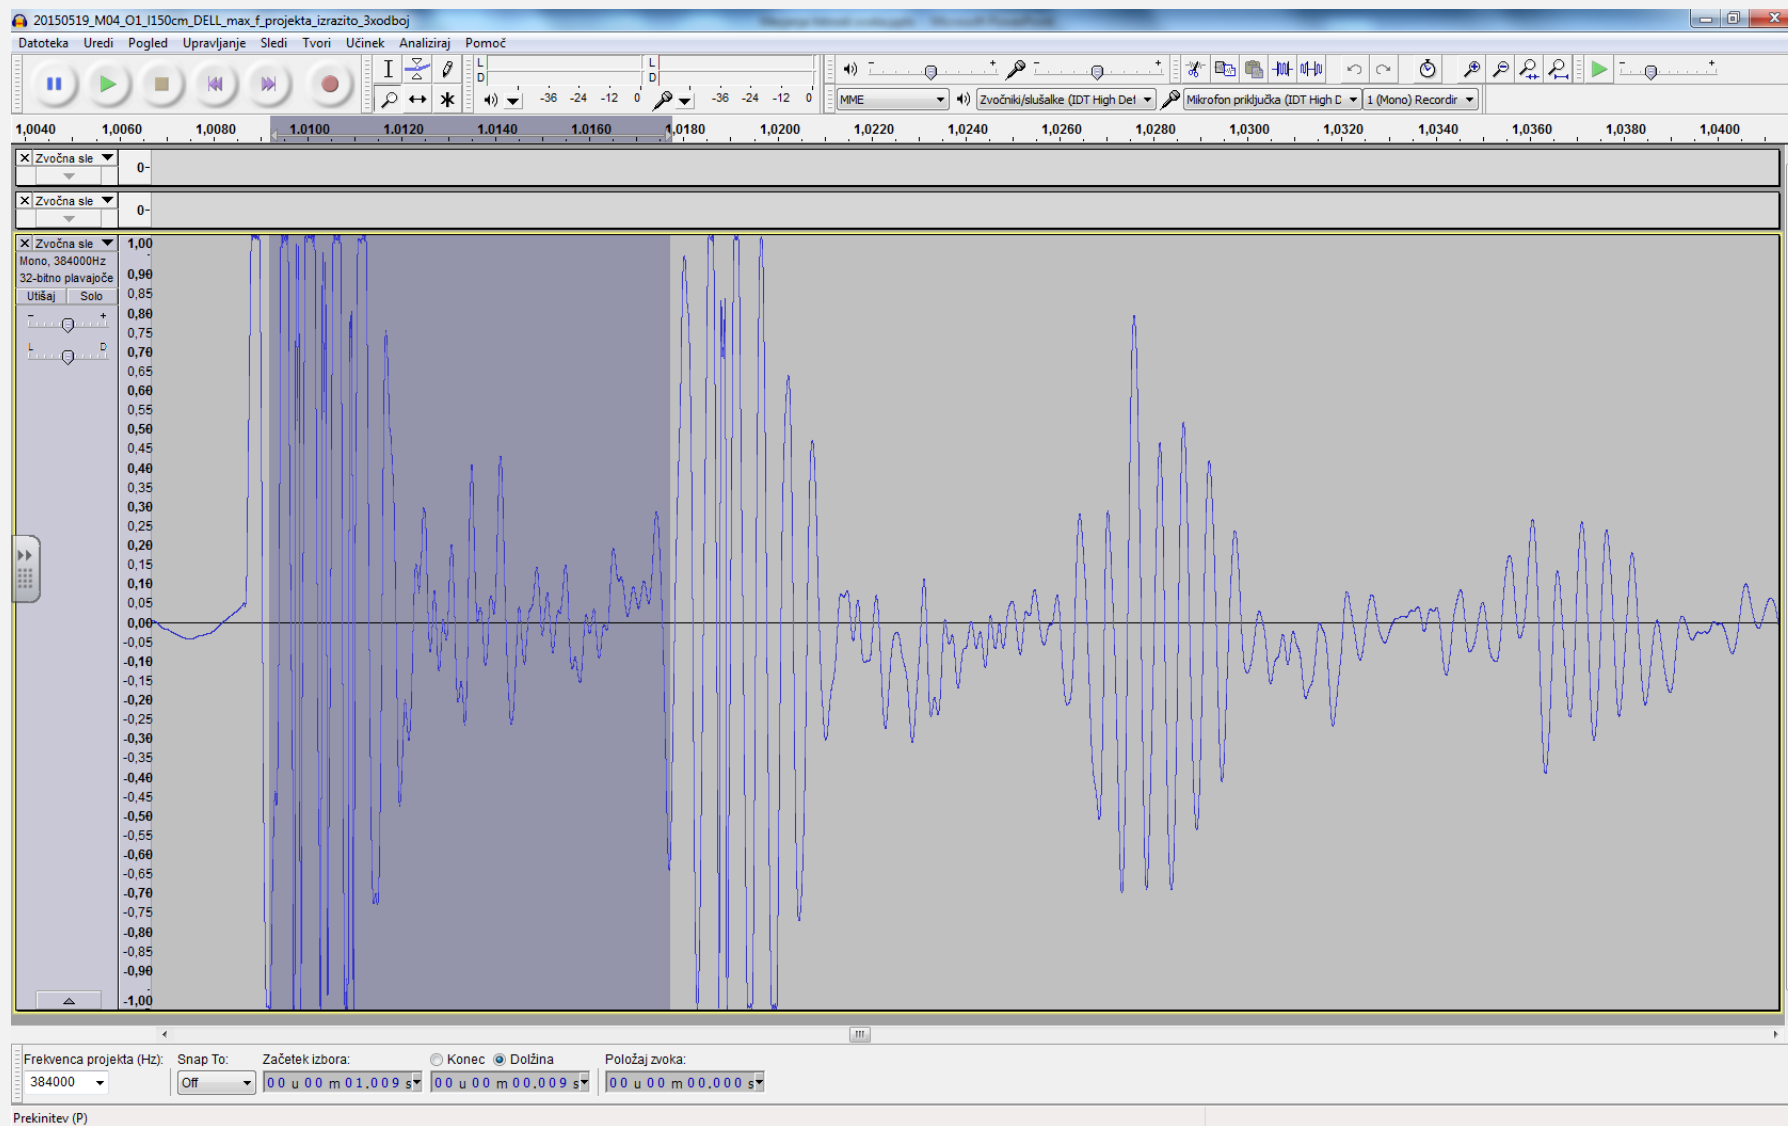 20150519_M04_O1_l150cm_DELL_max_f_projekta_izrazito_3xodboj
Datoteka Uredi Pogled Upravljanje Sledi Tvori Učinek Analiziraj Pomoč
L L
D D
-36 -24 -12 0 -36 -24 -12 0
MME Zvočniki/slušalke (IDT High Def Mikrofon priključka (IDT High D 1 (Mono) Recordir
1,0040 1,0060 1,0080 1,0100 1,0120 1,0140 1,0160 1,0180 1,0200 1,0220 1,0240 1,0260 1,0280 1,0300 1,0320 1,0340 1,0360 1,0380 1,0400
X Zvočna sle 0-
X Zvočna sle 0-
X Zvočna sle 1,00
Mono, 384000Hz
32-bitno plavajoče 0,90
Utišaj Solo 0,85
- + 0,80
0,75
L D 0,70
0,65
0,60
0,55
0,50
0,45
0,40
0,35
0,30
0,25
0,20
0,15
0,10
0,05
0,00
-0,05
-0,10
-0,15
-0,20
-0,25
-0,30
-0,35
-0,40
-0,45
-0,50
-0,55
-0,60
-0,65
-0,70
-0,75
-0,80
-0,85
-0,90
-1,00
Frekvenca projekta (Hz): Snap To: Začetek izbora: Konec Dolžina Položaj zvoka:
384000 Off 00 u 00 m 01.009 s 00 u 00 m 00.009 s 00 u 00 m 00.000 s
Prekinitev (P)